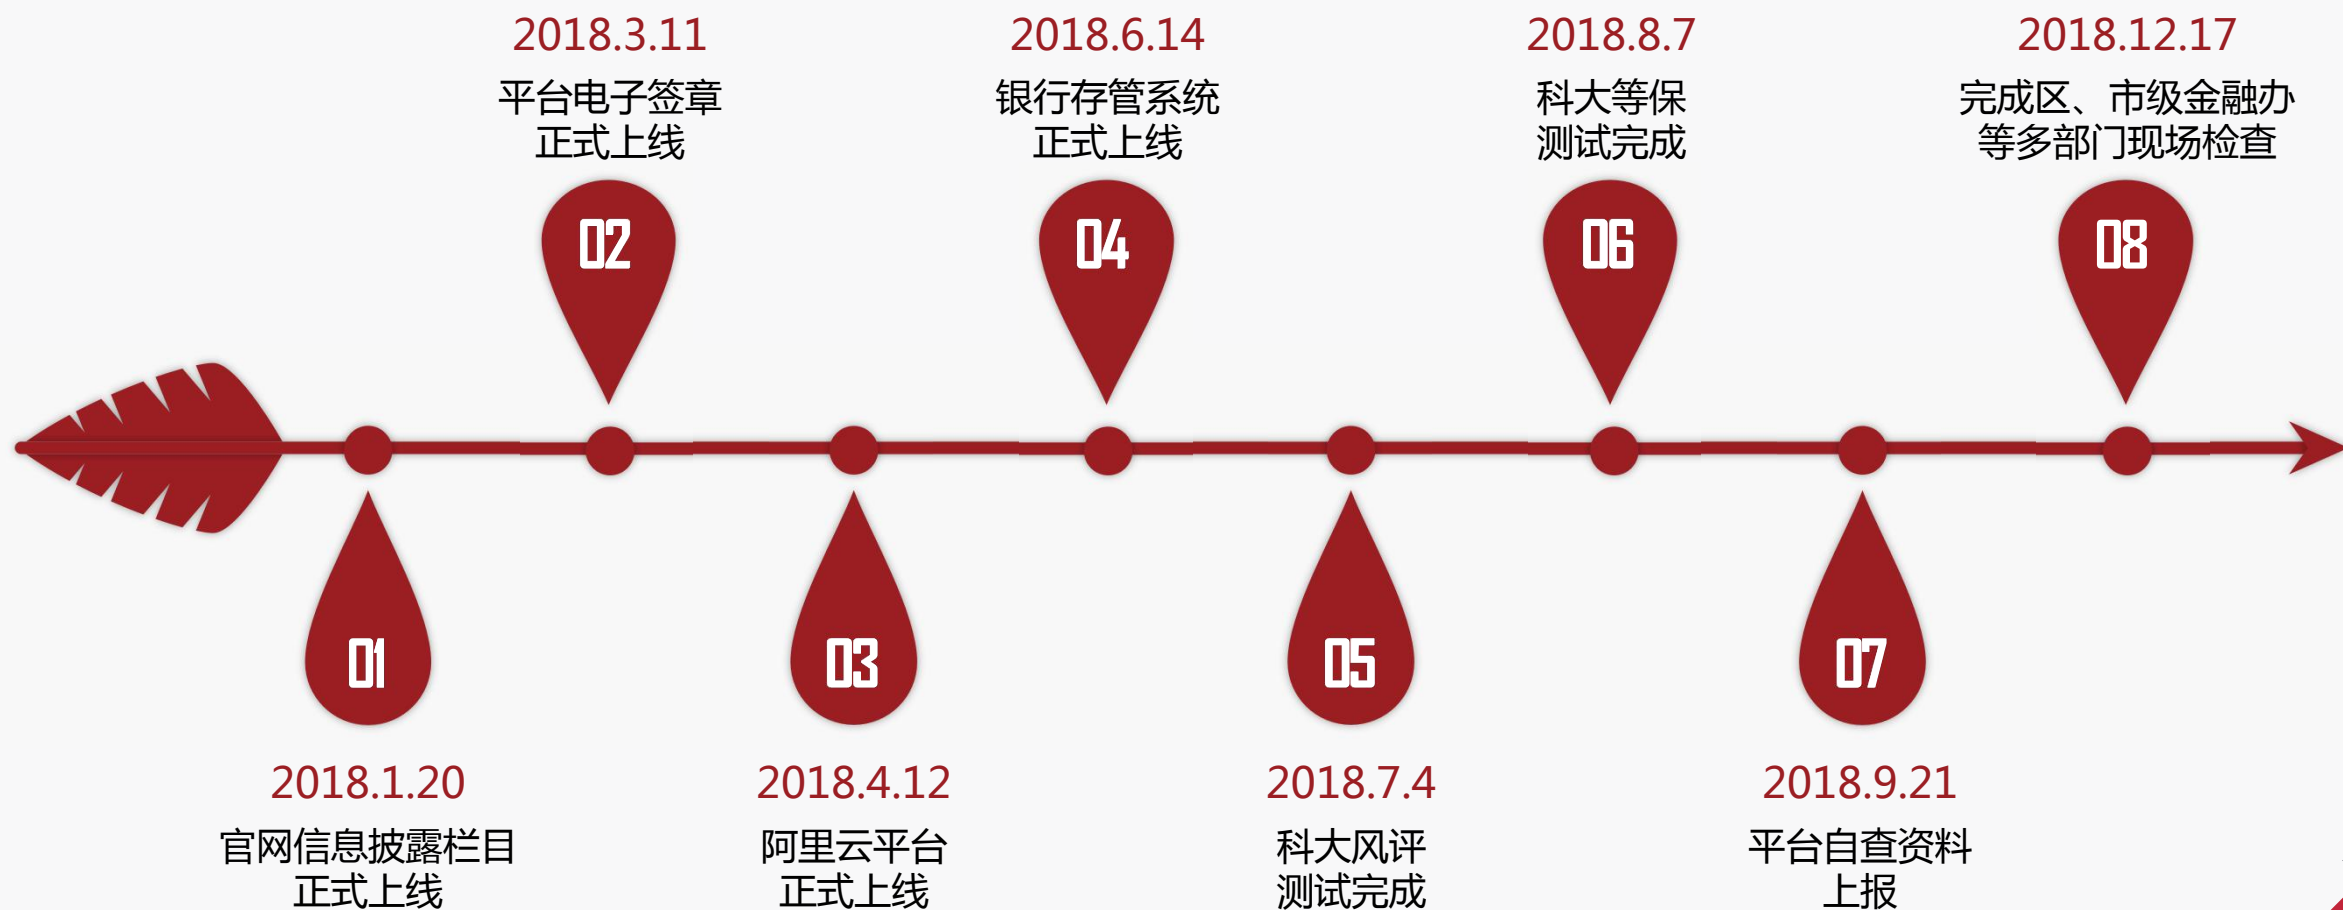 2018.3.11
平台电子签章
正式上线
02
2018.6.14
银行存管系统
正式上线
04
2018.8.7
科大等保
测试完成
06
2018.12.17
完成区、市级金融办
等多部门现场检查
08
01
2018.1.20
官网信息披露栏目
正式上线
03
2018.4.12
阿里云平台
正式上线
05
2018.7.4
科大风评
测试完成
07
2018.9.21
平台自查资料
上报